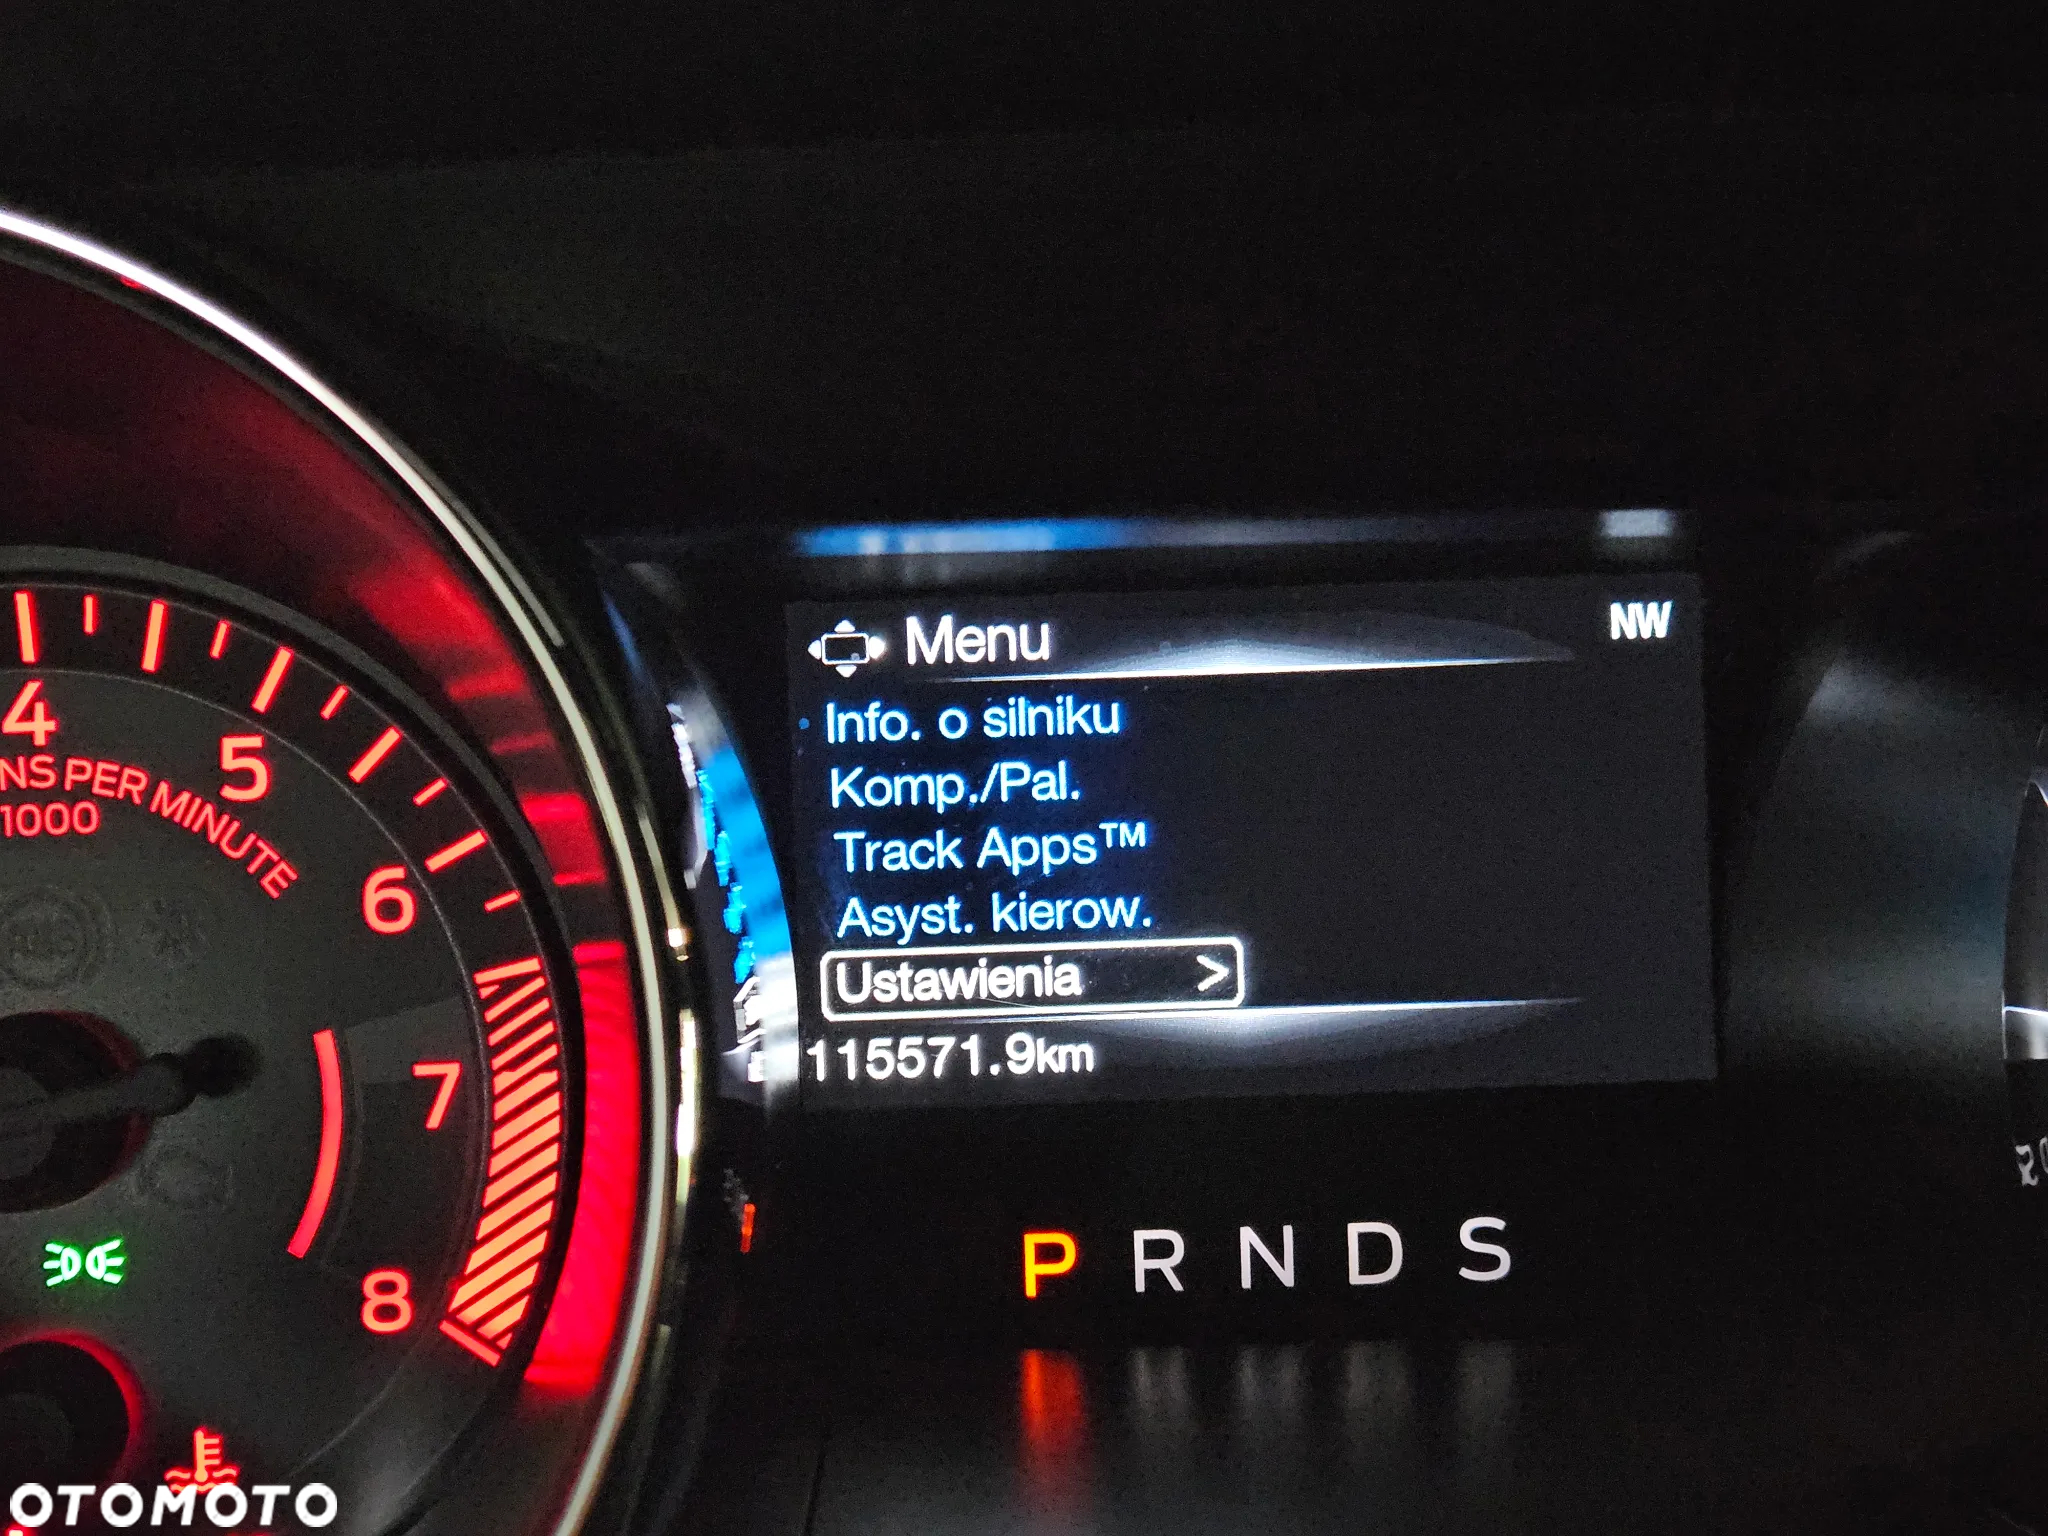 Menu
NW
Info. o silniku
Komp./Pal.
Track Apps™
Asyst. kierow.
Ustawienia >
115571.9km
P R N D S
4
5
6
7
8
NS PER MINUTE
1000
OTOMOTO